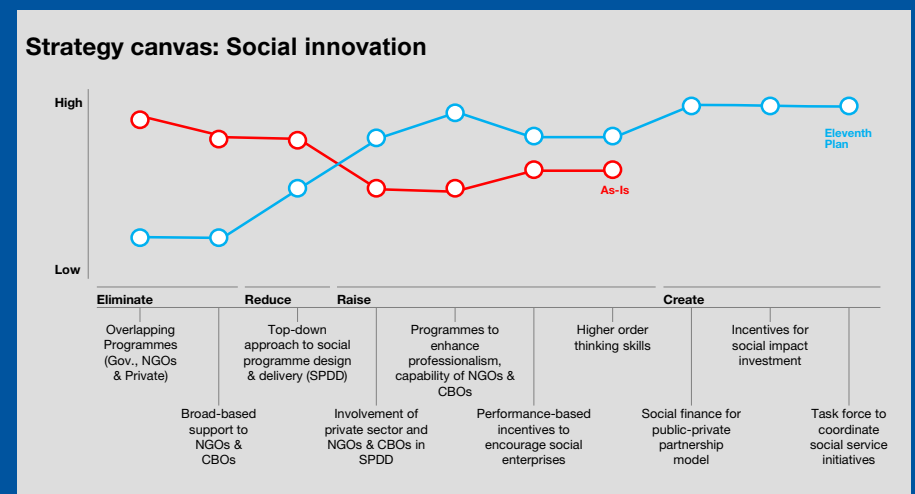 Strategy canvas: Social innovation
High
Eleventh
Plan
As-Is
Low
Eliminate
Reduce
Raise
Create
Overlapping
Programmes
(Gov., NGOs
& Private)
Broad-based
support to
NGOs &
CBOs
Top-down
approach to social
programme design
& delivery (SPDD)
Involvement of
private sector and
NGOs & CBOs in
SPDD
Programmes to
enhance
professionalism,
capability of NGOs &
CBOs
Performance-based
incentives to
encourage social
enterprises
Higher order
thinking skills
Social finance for
public-private
partnership
model
Incentives for
social impact
investment
Task force to
coordinate
social service
initiatives